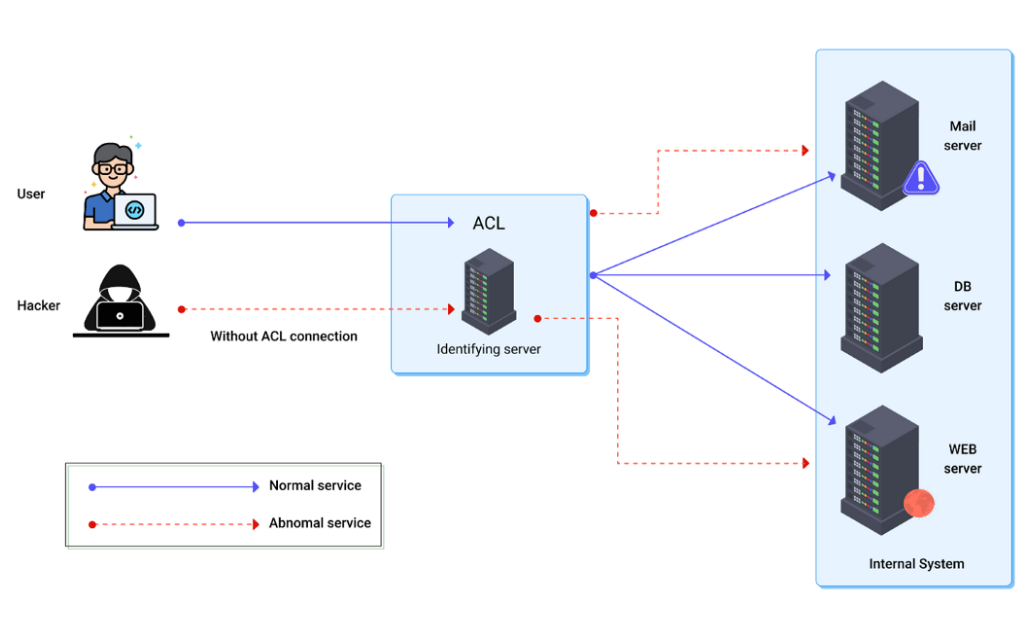 User
Hacker
Without ACL connection
ACL
Identifying server
Mail
server
DB
server
WEB
server
Internal System
Normal service
Abnomal service